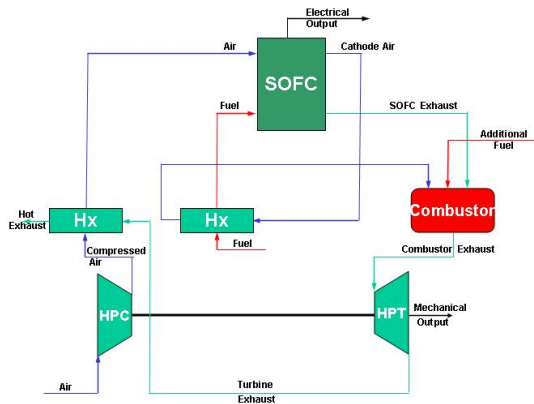 Electrical
Output
Air
Cathode Air
SOFC
Fuel
SOFC Exhaust
Additional
Fuel
Hot
Exhaust
Hx
Hx
Combustor
Compressed
Air
Fuel
Combustor Exhaust
HPC
HPT
Mechanical
Output
Air
Turbine
Exhaust